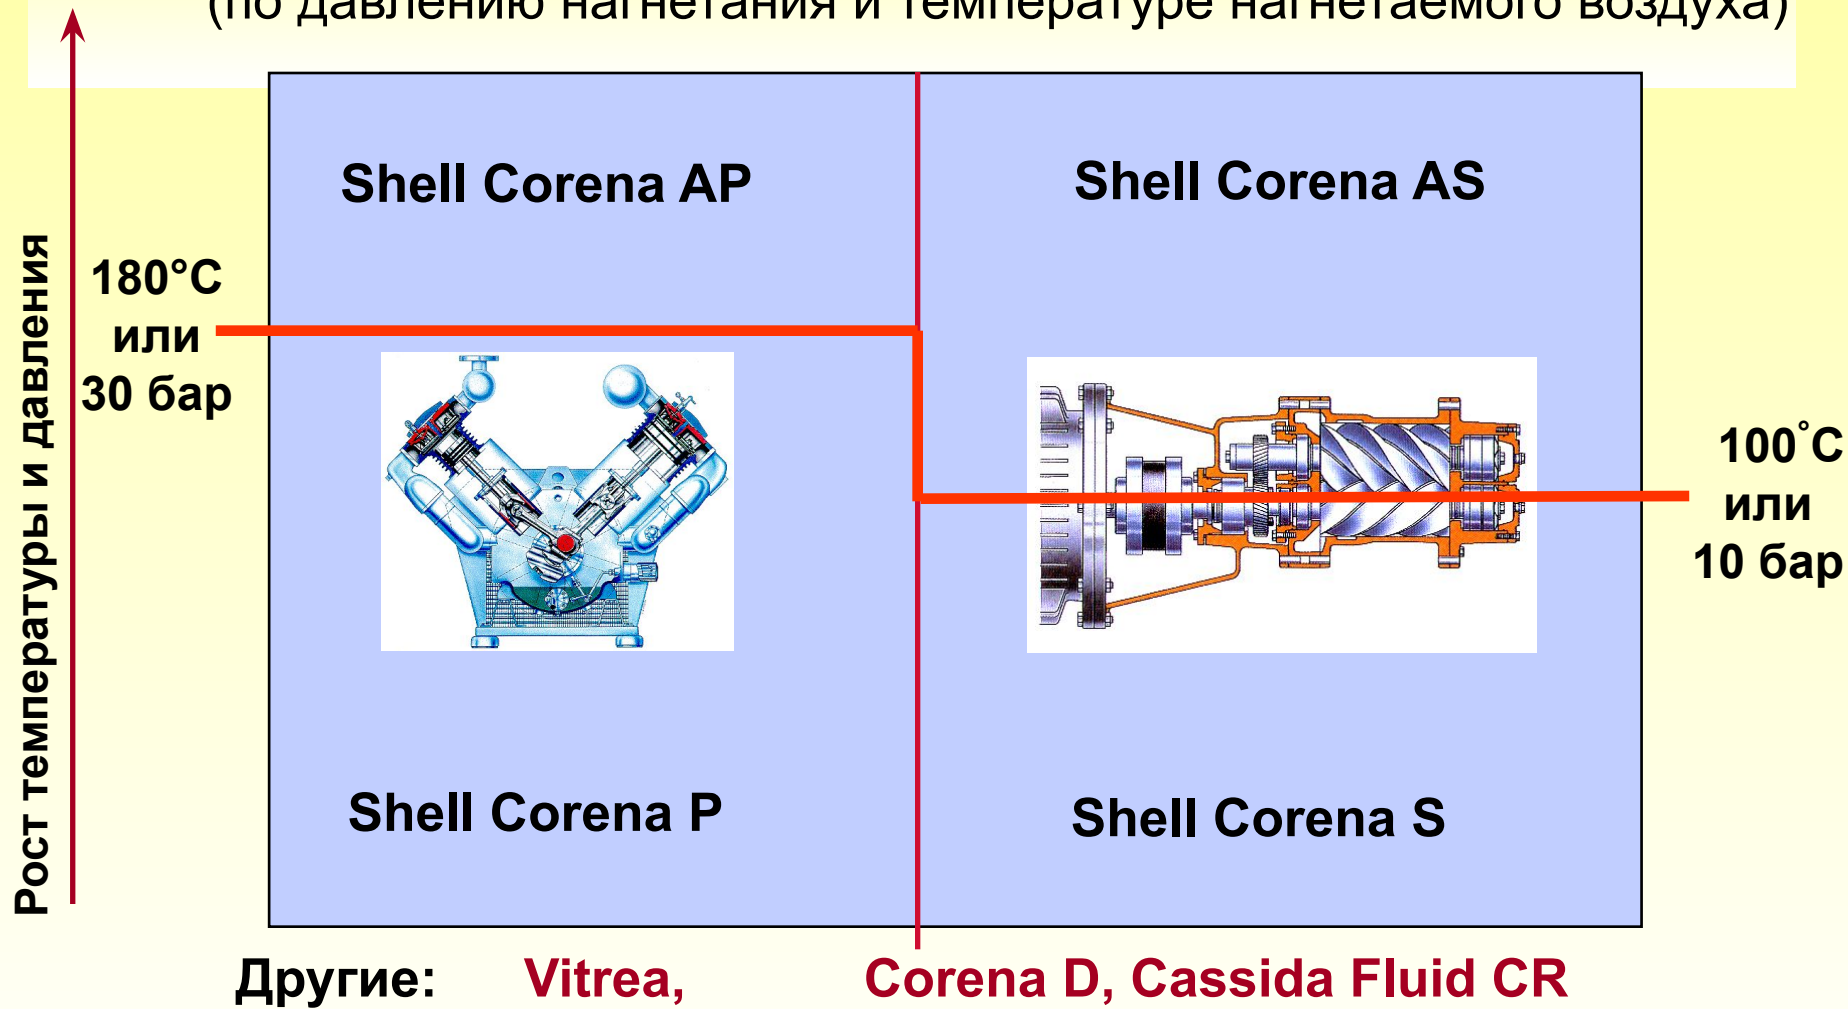 (по давлению нагнетания и температуре нагнетаемого воздуха)
Shell Corena AP
Shell Corena AS
Рост температуры и давления
180°C
или
30 бар
100°C
или
10 бар
Shell Corena P
Shell Corena S
Другие: Vitrea, Corena D, Cassida Fluid CR